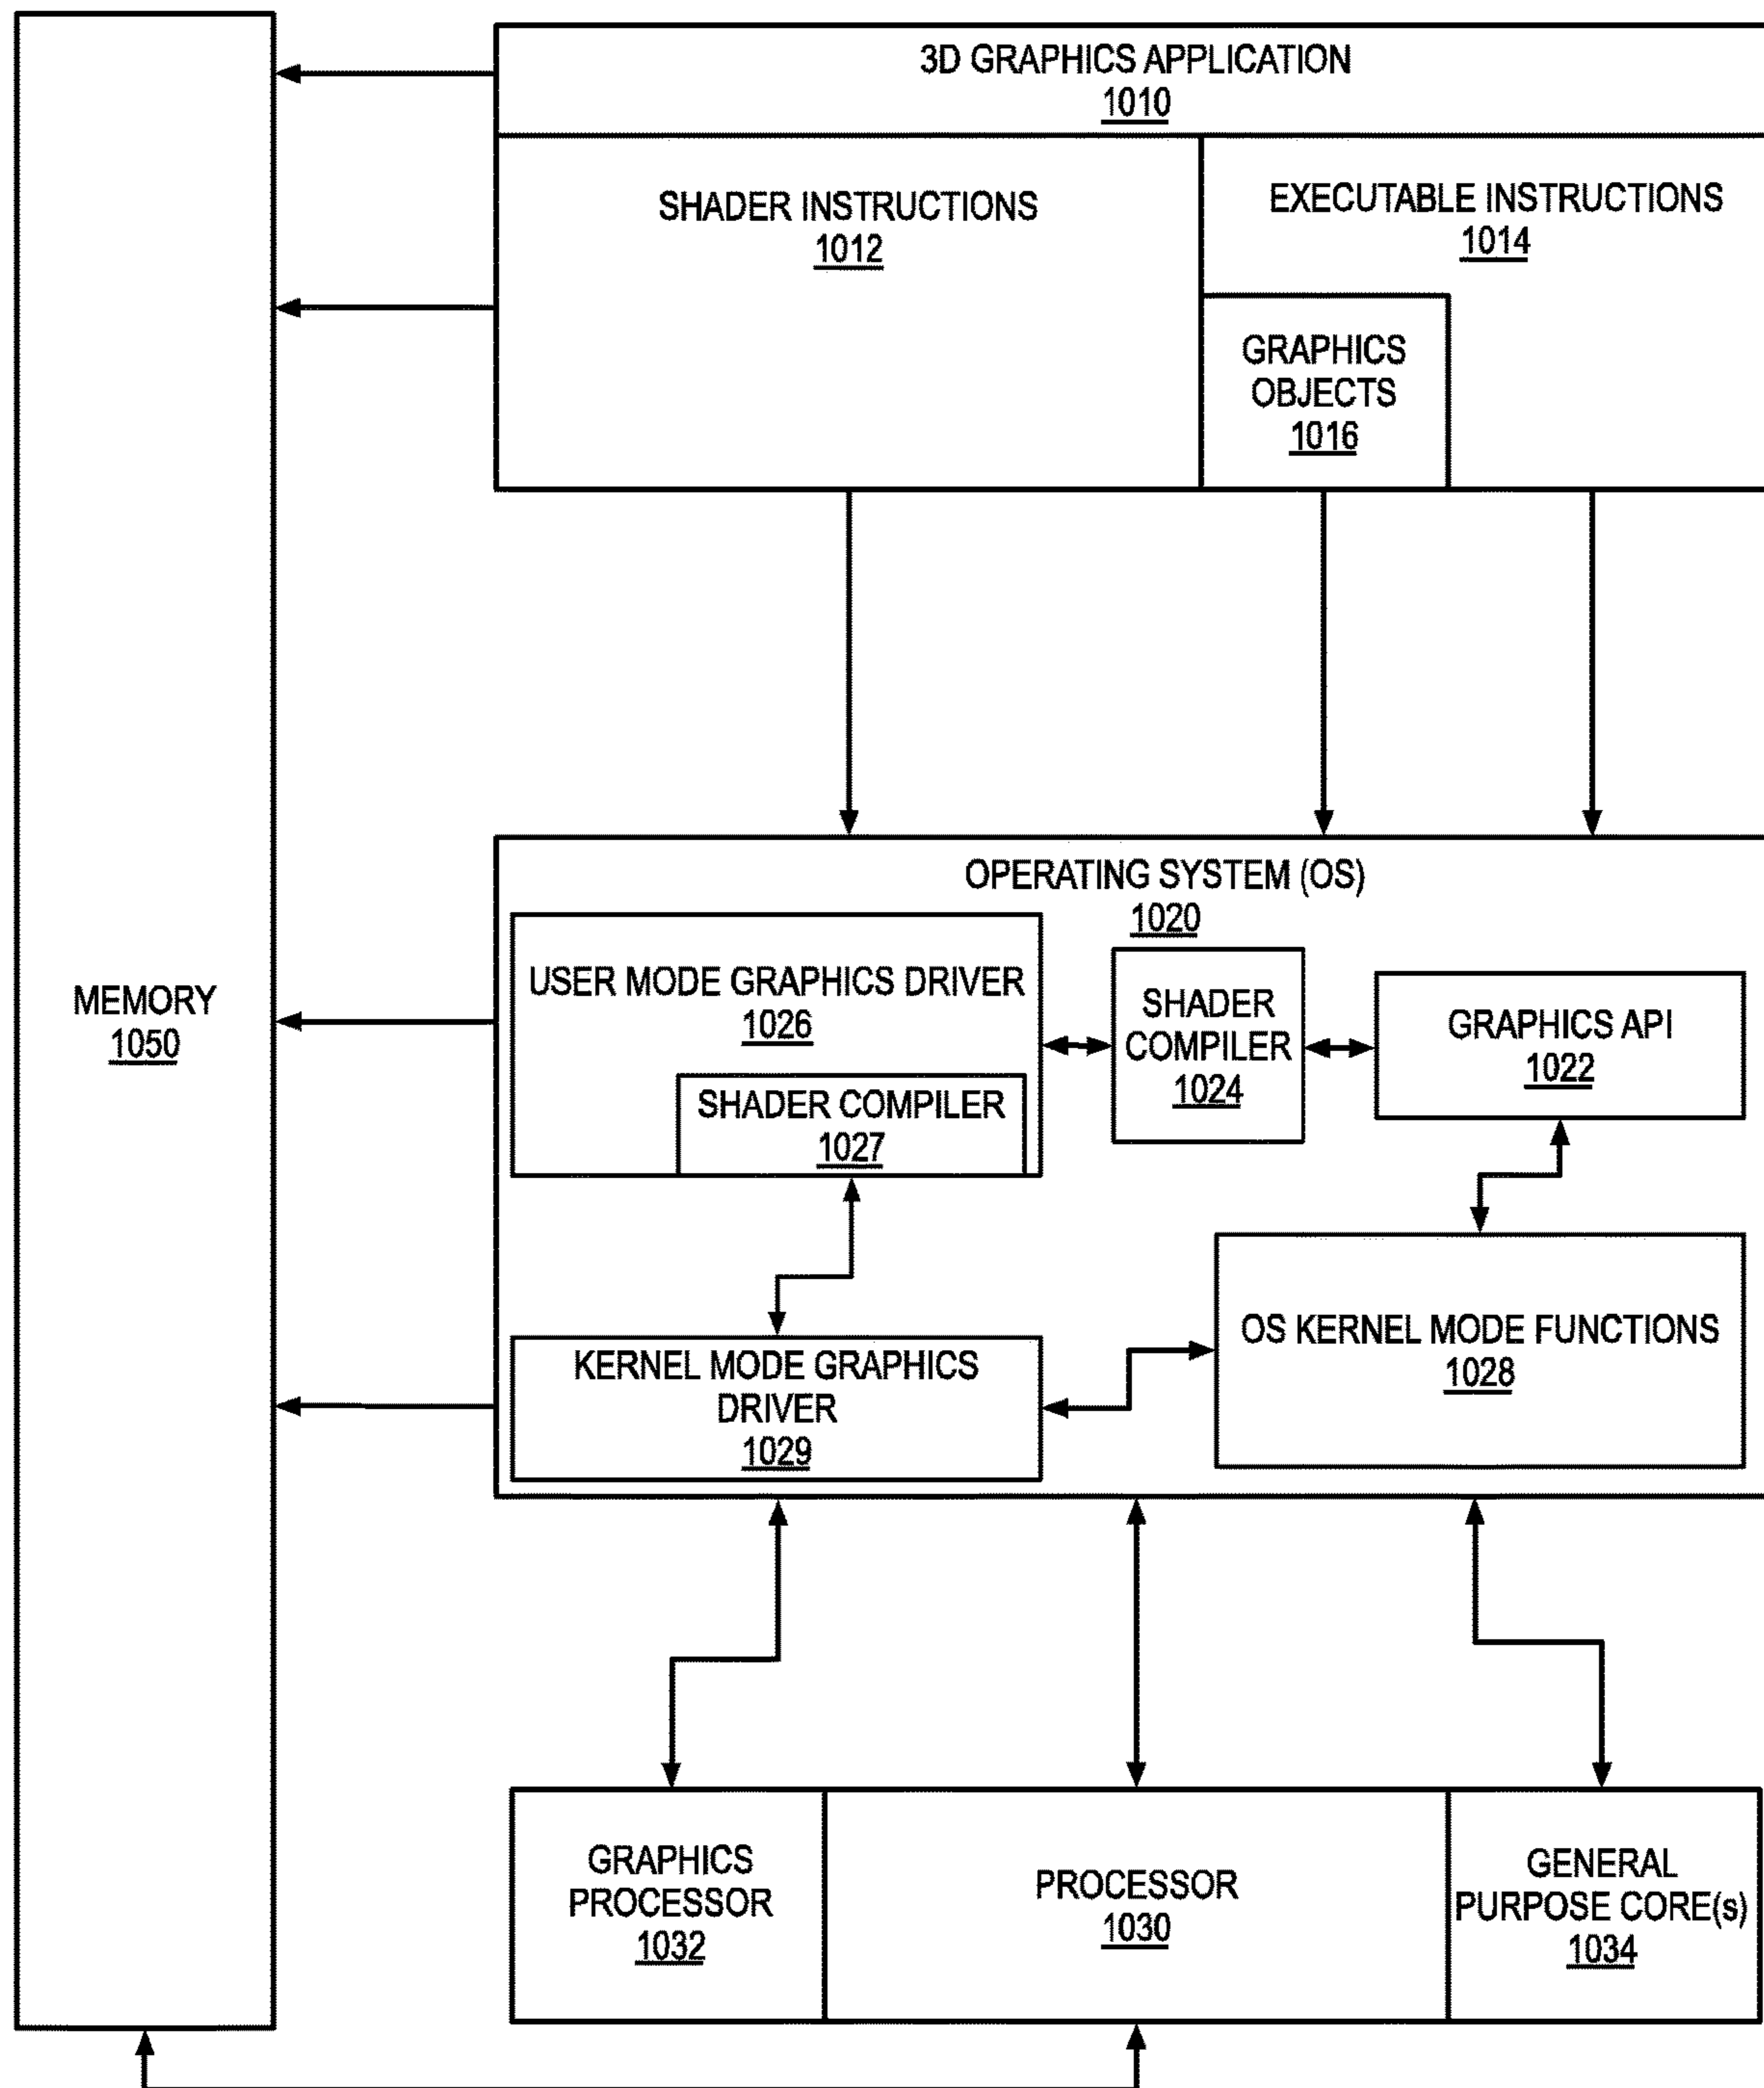 3D GRAPHICS APPLICATION
1010
SHADER INSTRUCTIONS
1012
EXECUTABLE INSTRUCTIONS
1014
GRAPHICS
OBJECTS
1016
MEMORY
1050
OPERATING SYSTEM (OS)
1020
USER MODE GRAPHICS DRIVER
1026
SHADER COMPILER
1027
SHADER
COMPILER
1024
GRAPHICS API
1022
KERNEL MODE GRAPHICS
DRIVER
1029
OS KERNEL MODE FUNCTIONS
1028
GRAPHICS
PROCESSOR
1032
PROCESSOR
1030
GENERAL
PURPOSE CORE(s)
1034